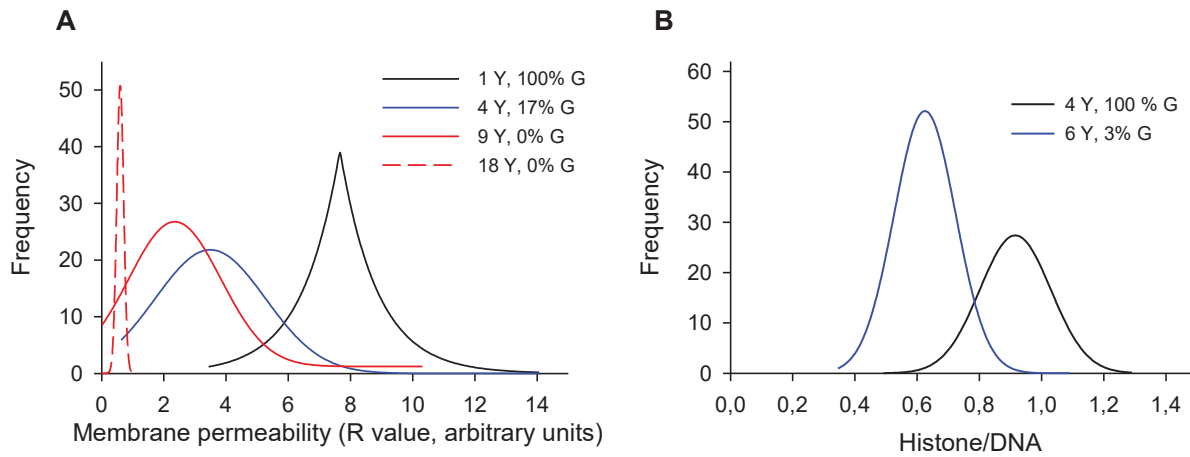 A
Frequency
50
40
30
20
10
0
0
2
4
6
8
10
12
14
Membrane permeability (R value, arbitrary units)
1 Y, 100% G
4 Y, 17% G
9 Y, 0% G
18 Y, 0% G
B
Frequency
60
50
40
30
20
10
0
0,0
0,2
0,4
0,6
0,8
1,0
1,2
1,4
Histone/DNA
4 Y, 100 % G
6 Y, 3% G